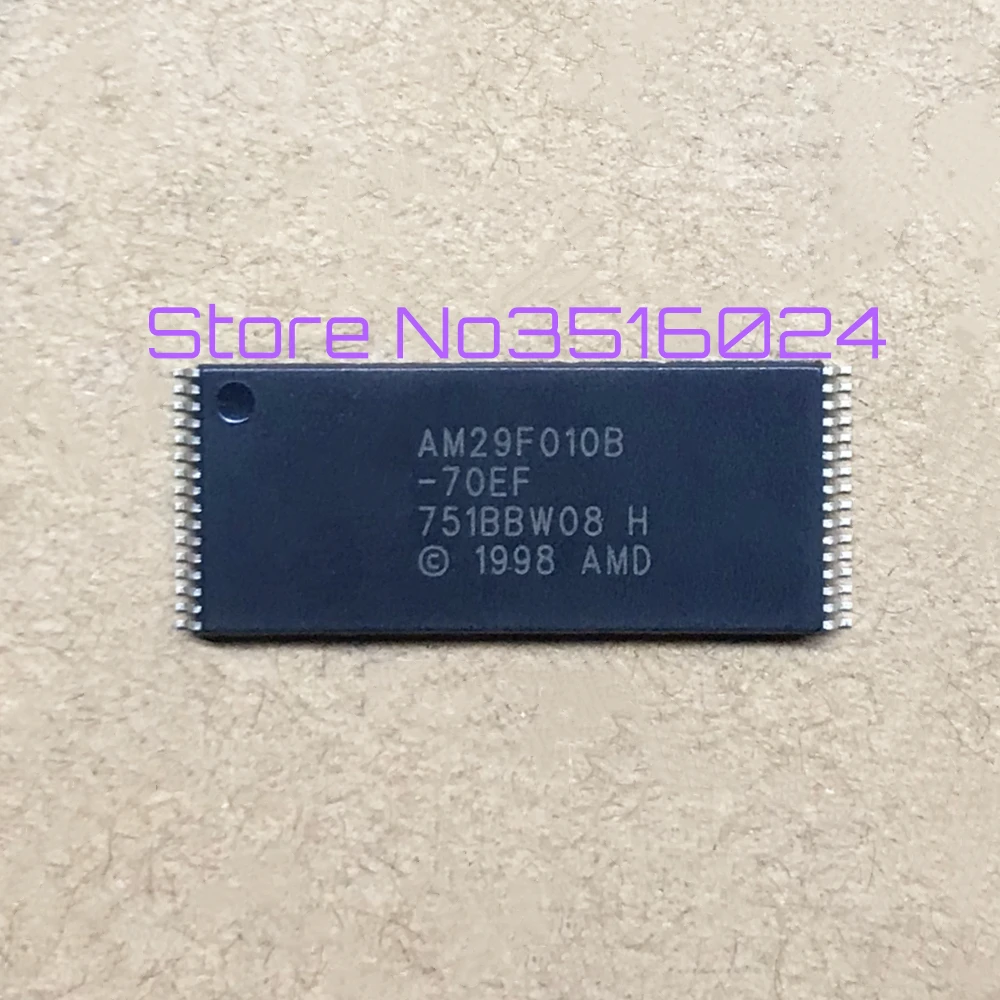 Store No3516024
AM29F010B
-70EF
751BBW08 H
© 1998 AMD